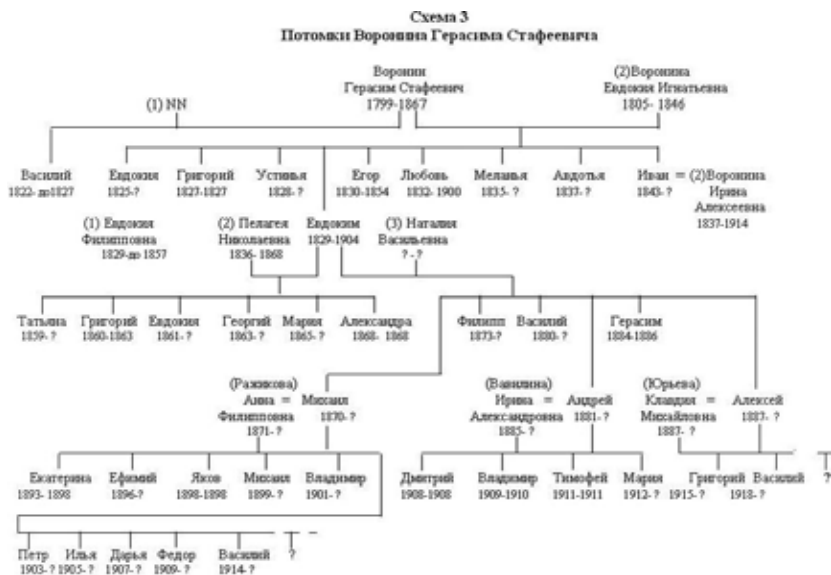 Схема 3
Потомки Воронина Герасима Стафеевича
Воронин
Герасим Стафеевич
1799-1867
(2)Воронина
Евдокия Игнатьевна
1805- 1846
(1) NN
Василий
1822- до1827
Евдокия
1825-?
Григорий
1827-1827
Устинья
1828- ?
Егор
1830-1854
Любовь
1832- 1900
Меланья
1835- ?
Авдотья
1837- ?
Иван = (2)Воронина
1843- ?
Ирина
Алексеевна
1837-1914
(1) Евдокия
Филипповна
1829-до 1857
(2) Пелагея
Николаевна
1836- 1868
Евдоким
1829-1904
(3) Наталия
Васильевна
? - ?
Татьяна
1859- ?
Григорий
1860-1863
Евдокия
1861- ?
Георгий
1863- ?
Мария
1865- ?
Александра
1868- 1868
Филипп
1873-?
Василий
1880- ?
Герасим
1884-1886
(Ражикова)
Анна =
Филипповна
1871- ?
Михаил
1870-?
(Вавилина)
Ирина =
Александровна
1885- ?
Андрей
1881- ?
(Юрьева)
Клавдия =
Михайловна
1887- ?
Алексей
1887- ?
Екатерина
1893- 1898
Ефимий
1896-?
Яков
1898-1898
Михаил
1899- ?
Владимир
1901- ?
Дмитрий
1908-1908
Владимир
1909-1910
Тимофей
1911-1911
Мария
1912- ?
Григорий
1915- ?
Василий
1918- ?
?
Петр
1903- ?
Илья
1905- ?
Дарья
1907- ?
Федор
1909- ?
Василий
1914- ?
?